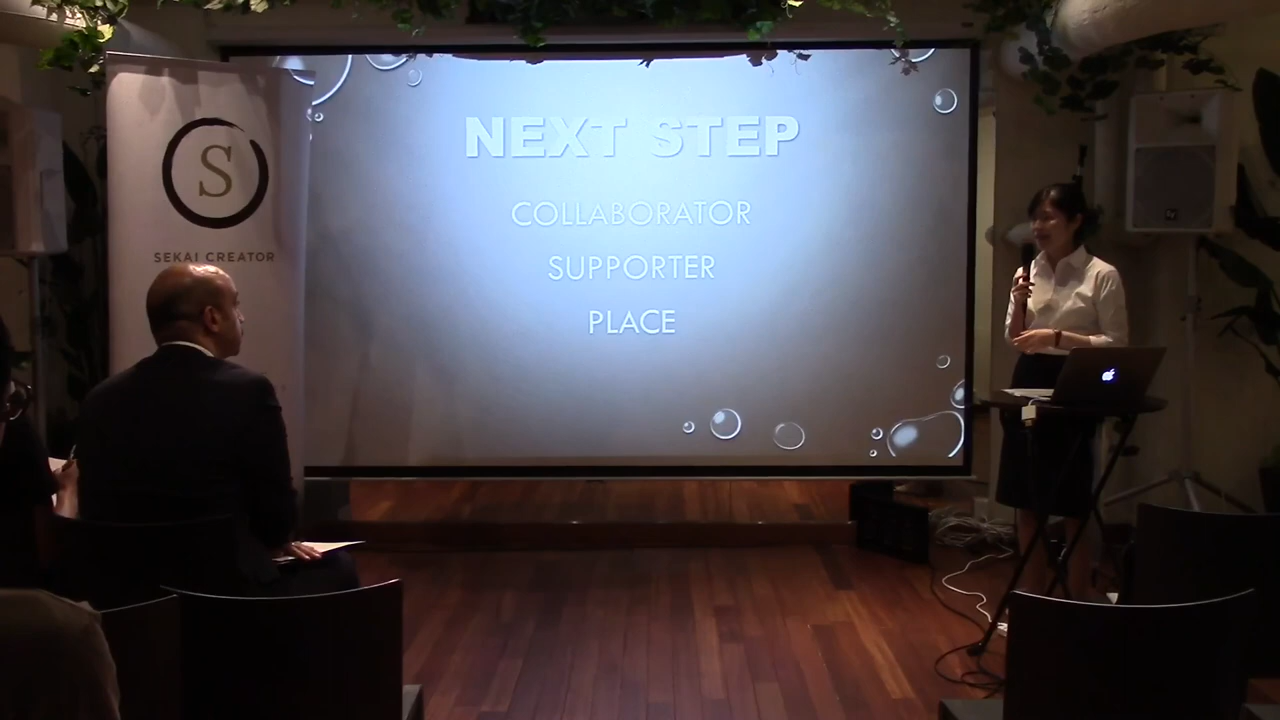 S
SEKAI CREATOR
NEXT STEP
COLLABORATOR
SUPPORTER
PLACE